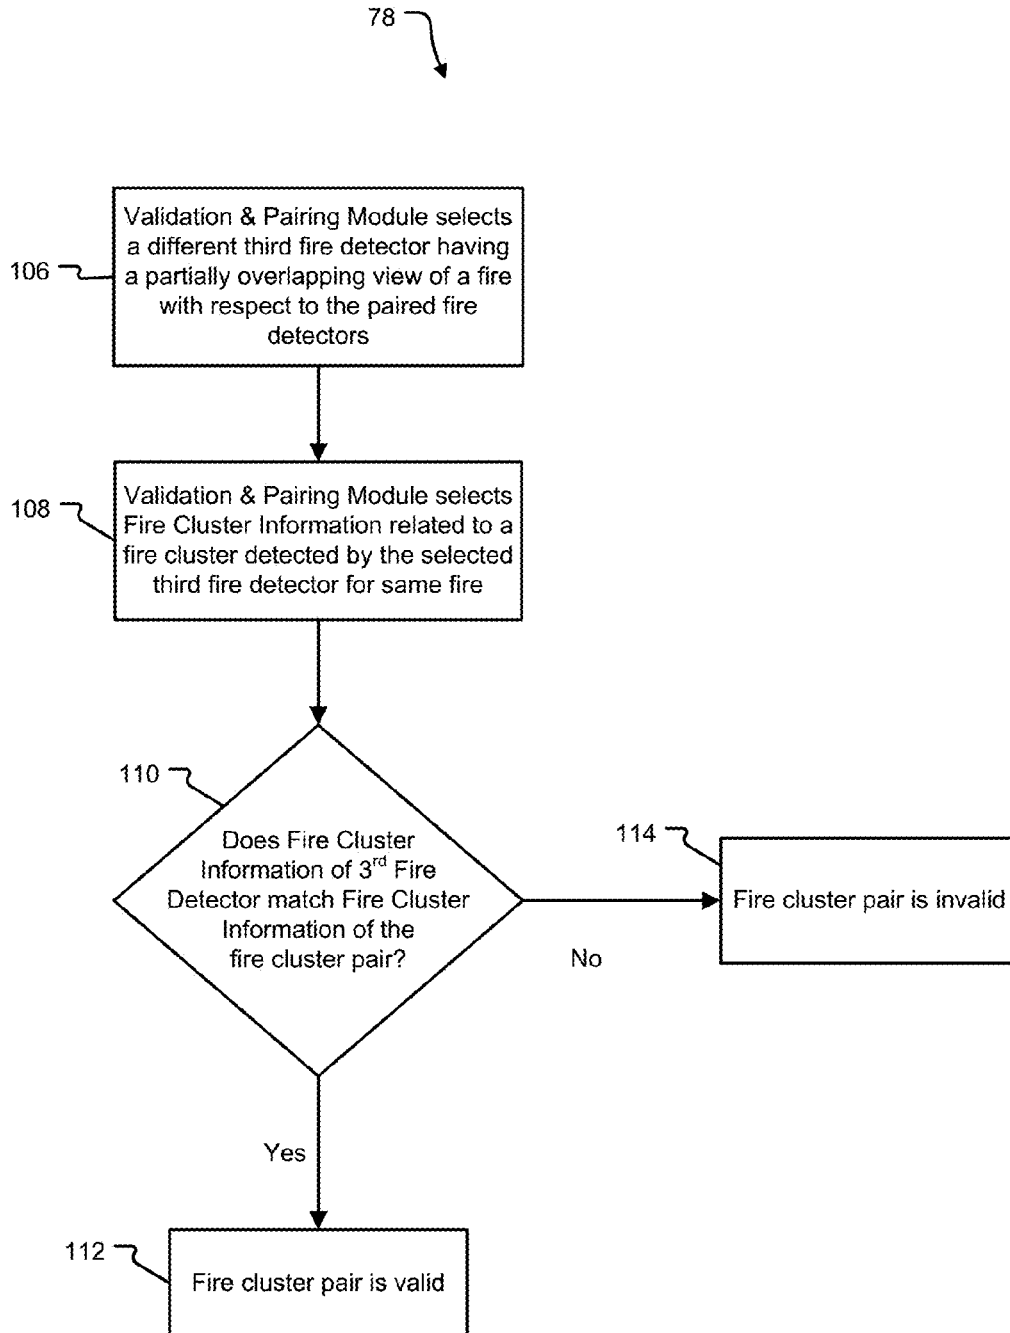 78
Validation & Pairing Module selects
a different third fire detector having
a partially overlapping view of a fire
with respect to the paired fire
detectors
106
Validation & Pairing Module selects
Fire Cluster Information related to a
fire cluster detected by the selected
third fire detector for same fire
108
110
Does Fire Cluster
Information of 3rd Fire
Detector match Fire Cluster
Information of the
fire cluster pair?
114
Fire cluster pair is invalid
No
Yes
112
Fire cluster pair is valid